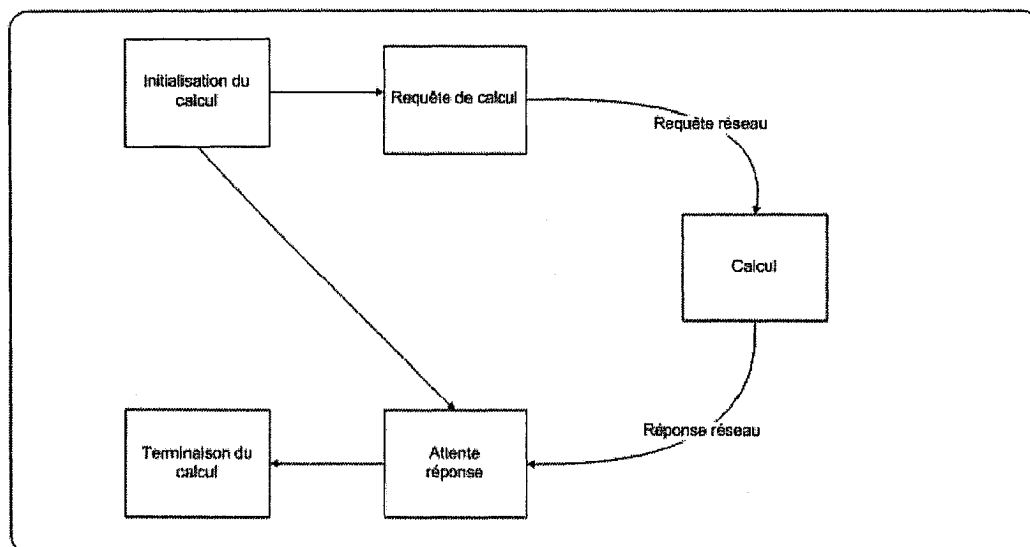 Initialisation du
calcul
Requête de calcul
Requête réseau
Calcul
Réponse réseau
Attente
réponse
Terminaison du
calcul